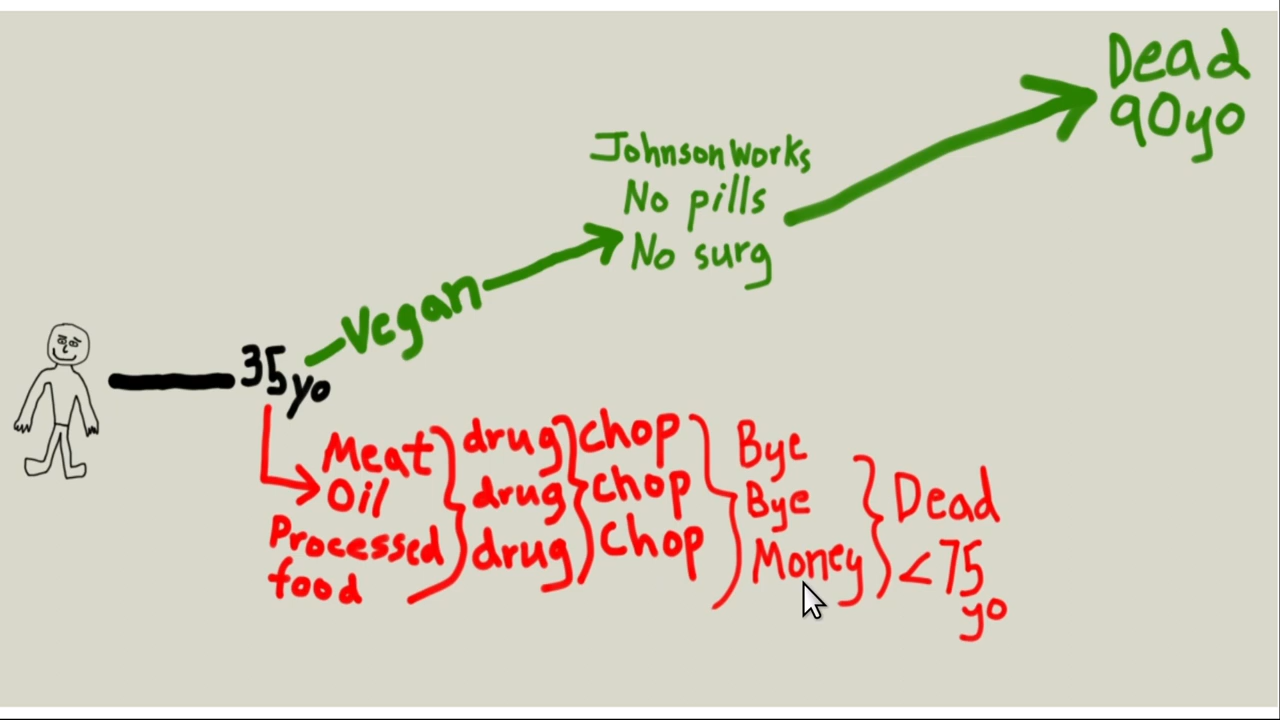 Dead
90yo
Johnson Works
No pills
No surg
Vegan
35yo
Meat
Oil
Processed
food
drug
drug
drug
chop
chop
chop
Bye
Bye
Money
Dead
<75
yo